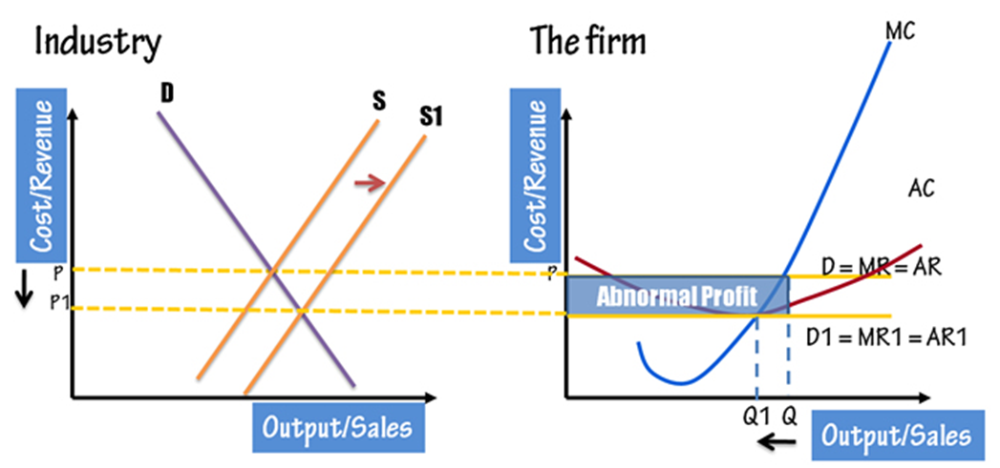 Industry
D
S
S1
Cost/Revenue
P
P1
Output/Sales
The firm
MC
Cost/Revenue
AC
P
D = MR = AR
Abnormal Profit
D1 = MR1 = AR1
Q1 Q
Output/Sales